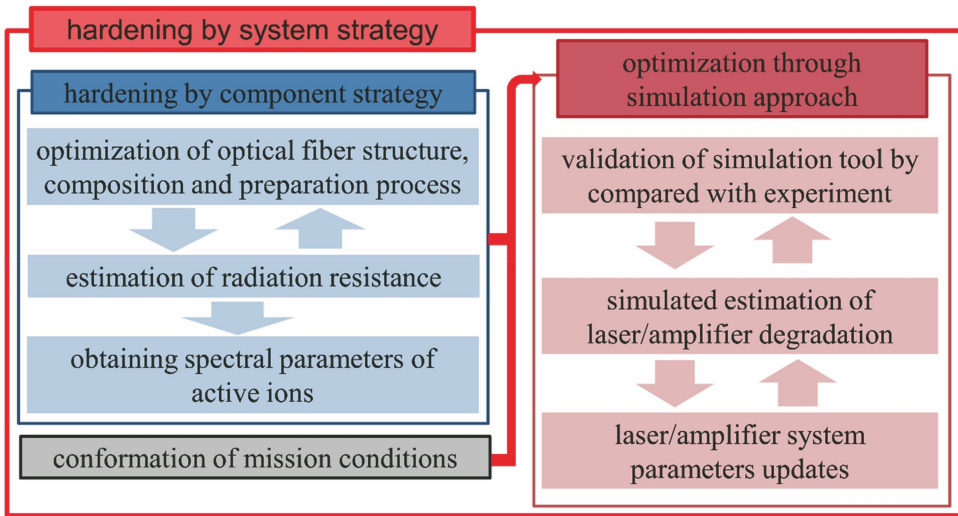 hardening by system strategy
hardening by component strategy
optimization of optical fiber structure,
composition and preparation process
estimation of radiation resistance
obtaining spectral parameters of
active ions
conformation of mission conditions
optimization through
simulation approach
validation of simulation tool by
compared with experiment
simulated estimation of
laser/amplifier degradation
laser/amplifier system
parameters updates